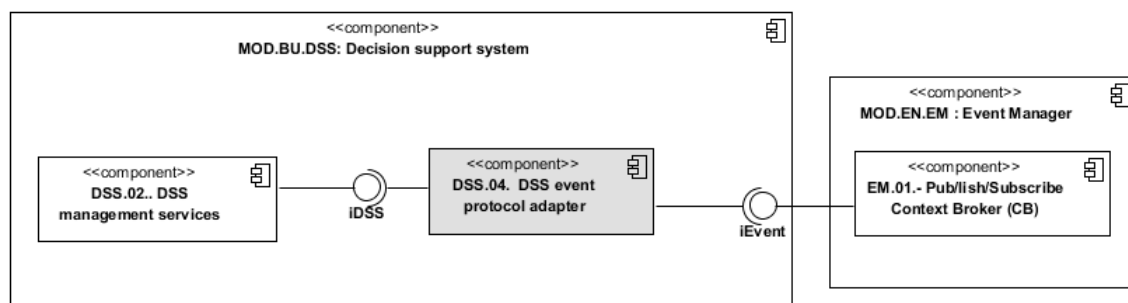 <<component>>
MOD.BU.DSS: Decision support system
<<component>>
MOD.EN.EM : Event Manager
<<component>>
DSS.02.. DSS
management services
iDSS
<<component>>
DSS.04. DSS event
protocol adapter
iEvent
<<component>>
EM.01.- Pub/lish/Subscribe
Context Broker (CB)